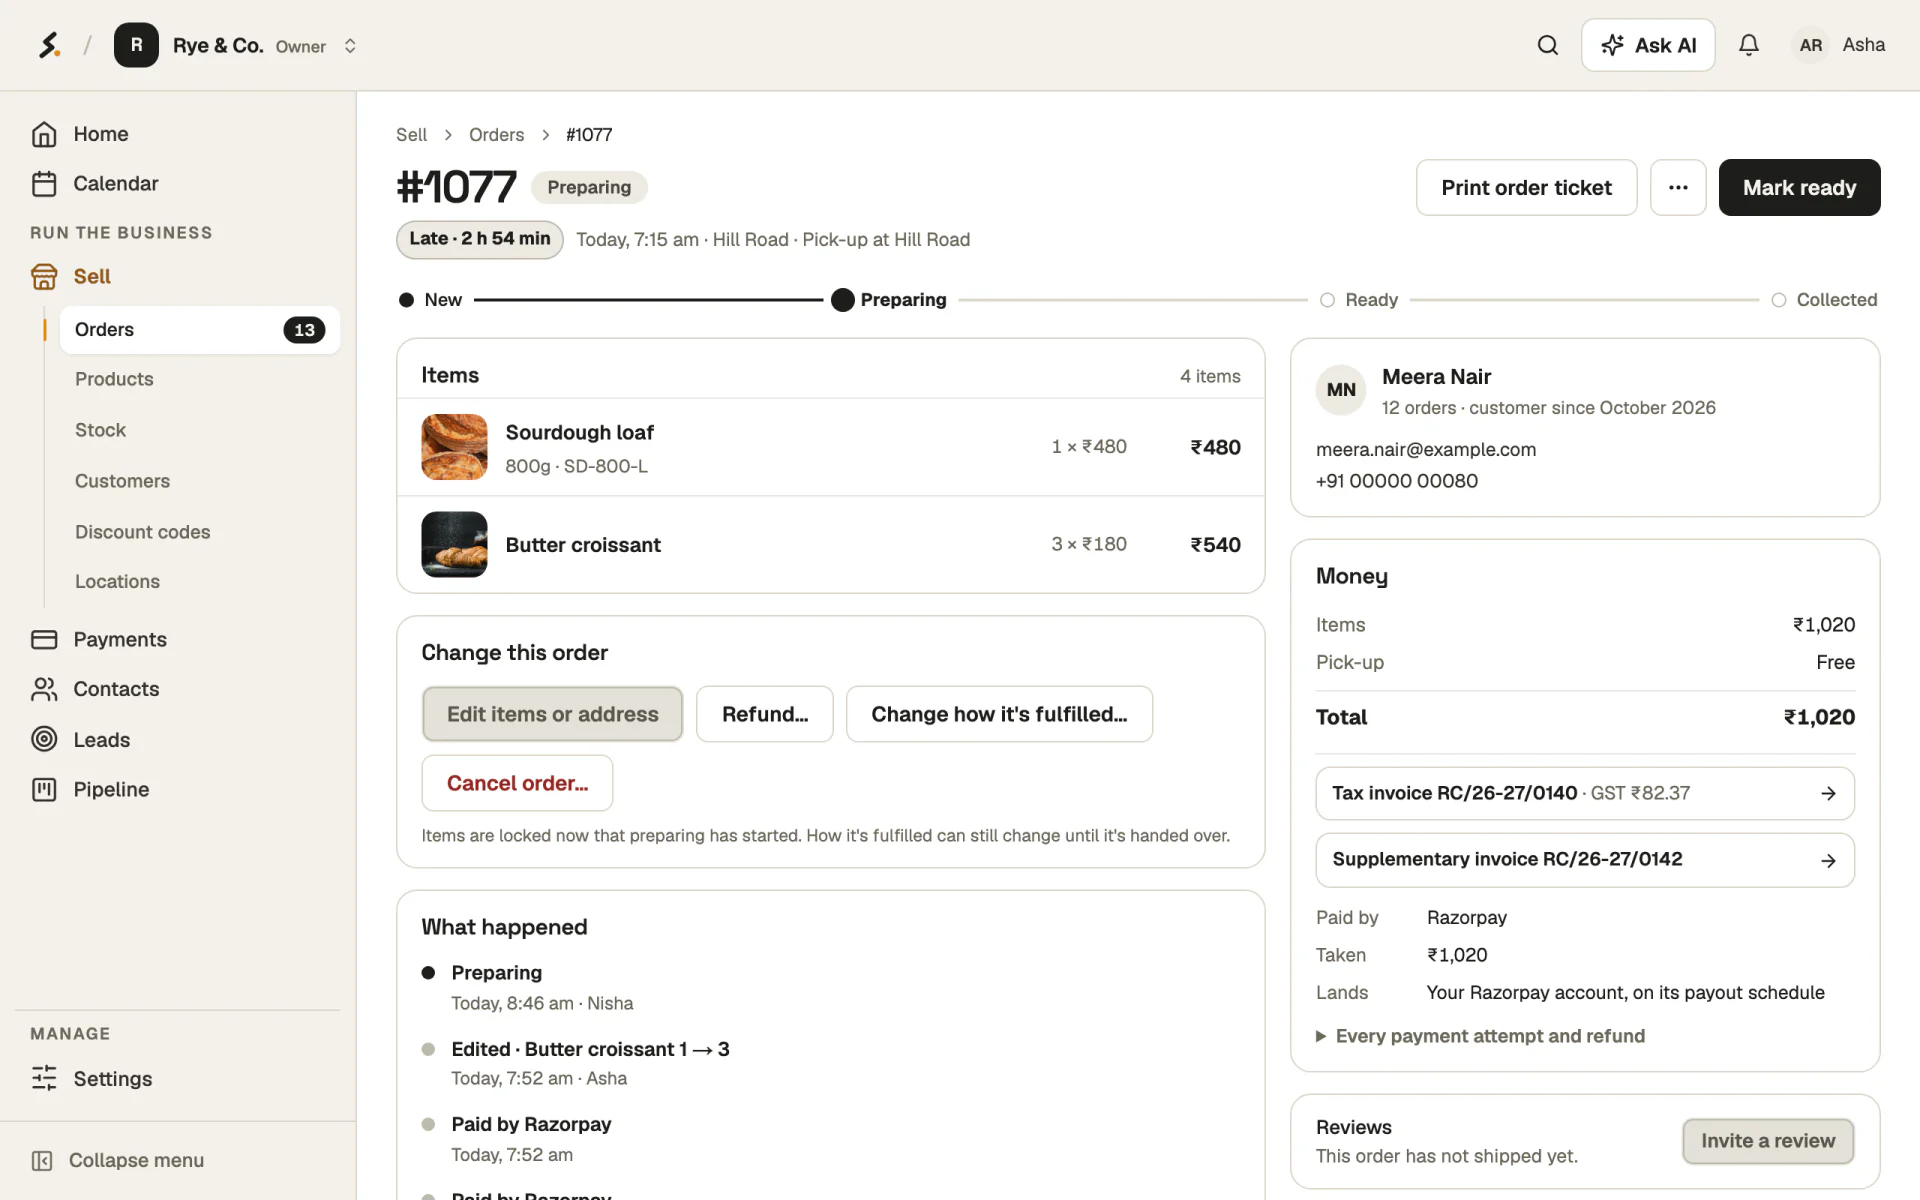 / R Rye & Co. Owner
Ask AI
AR Asha
Home
Calendar
RUN THE BUSINESS
Sell
Orders 13
Products
Stock
Customers
Discount codes
Locations
Payments
Contacts
Leads
Pipeline
MANAGE
Settings
Collapse menu
Sell > Orders > #1077
#1077 Preparing
Print order ticket ··· Mark ready
Late · 2 h 54 min Today, 7:15 am · Hill Road · Pick-up at Hill Road
New Preparing Ready Collected
Items 4 items
Sourdough loaf 1 × ₹480 ₹480
800g · SD-800-L
Butter croissant 3 × ₹180 ₹540
Change this order
Edit items or address Refund... Change how it's fulfilled...
Cancel order...
Items are locked now that preparing has started. How it's fulfilled can still change until it's handed over.
What happened
Preparing
Today, 8:46 am · Nisha
Edited · Butter croissant 1 → 3
Today, 7:52 am · Asha
Paid by Razorpay
Today, 7:52 am
Paid by Razorpay
MN Meera Nair
12 orders · customer since October 2026
meera.nair@example.com
+91 00000 00080
Money
Items ₹1,020
Pick-up Free
Total ₹1,020
Tax invoice RC/26-27/0140 · GST ₹82.37 →
Supplementary invoice RC/26-27/0142 →
Paid by Razorpay
Taken ₹1,020
Lands Your Razorpay account, on its payout schedule
Every payment attempt and refund
Reviews
This order has not shipped yet.
Invite a review